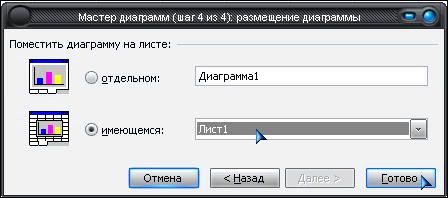 Мастер диаграмм (шаг 4 из 4): размещение диаграммы
Поместить диаграмму на листе:
отдельном: Диаграмма1
имеющемся: Лист1
Отмена < Назад Далее > Готово